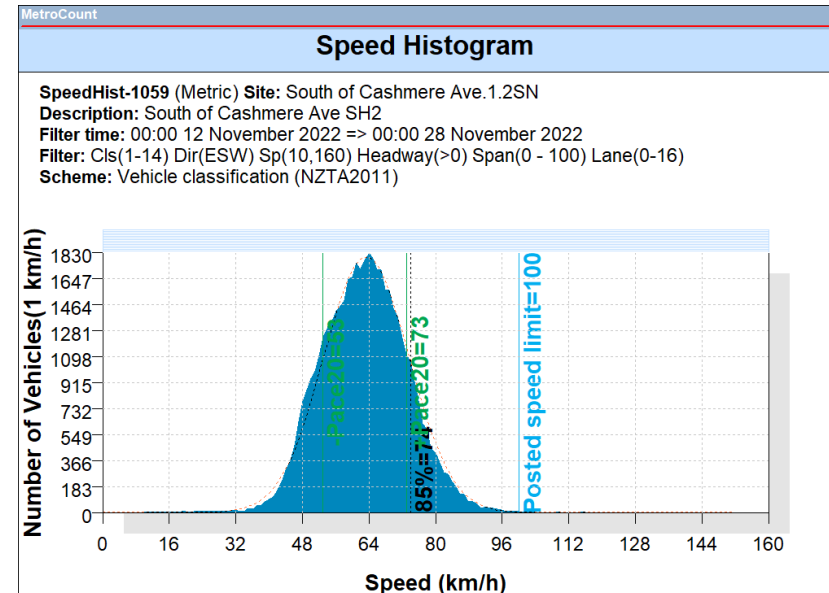 MetroCount
Speed Histogram
SpeedHist-1059 (Metric) Site: South of Cashmere Ave.1.2SN
Description: South of Cashmere Ave SH2
Filter time: 00:00 12 November 2022 => 00:00 28 November 2022
Filter: Cls(1-14) Dir(ESW) Sp(10,160) Headway(>0) Span(0 - 100) Lane(0-16)
Scheme: Vehicle classification (NZTA2011)
Number of Vehicles(1 km/h)
1830
1647
1464
1281
1098
915
732
549
366
183
0
-Pace20=53
85%=74
Pace20=73
Posted speed limit=100
0 16 32 48 64 80 96 112 128 144 160
Speed (km/h)